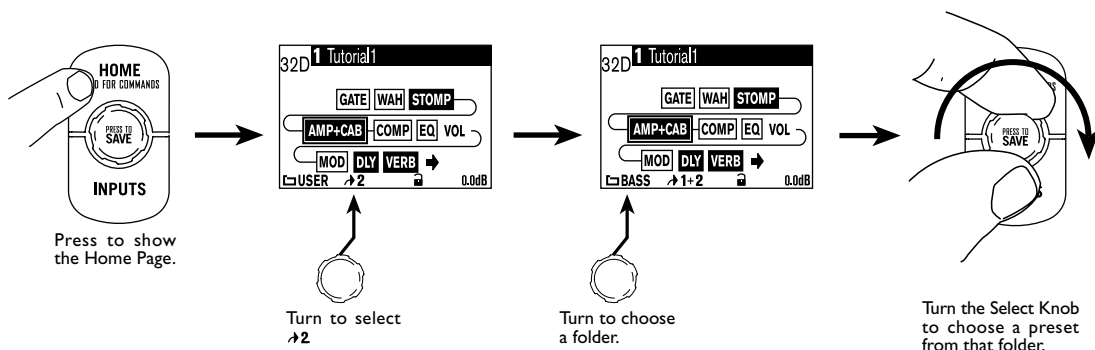 HOME
FOR COMMANDS
PRESS TO
SAVE
INPUTS
Press to show
the Home Page.
32D 1 Tutorial1
GATE WAH STOMP
AMP+CAB COMP EQ VOL
MOD DLY VERB
USER 2 0.0dB
Turn to select
2
32D 1 Tutorial1
GATE WAH STOMP
AMP+CAB COMP EQ VOL
MOD DLY VERB
BASS 1+2 0.0dB
Turn to choose
a folder.
PRESS TO
SAVE
Turn the Select Knob
to choose a preset
from that folder.